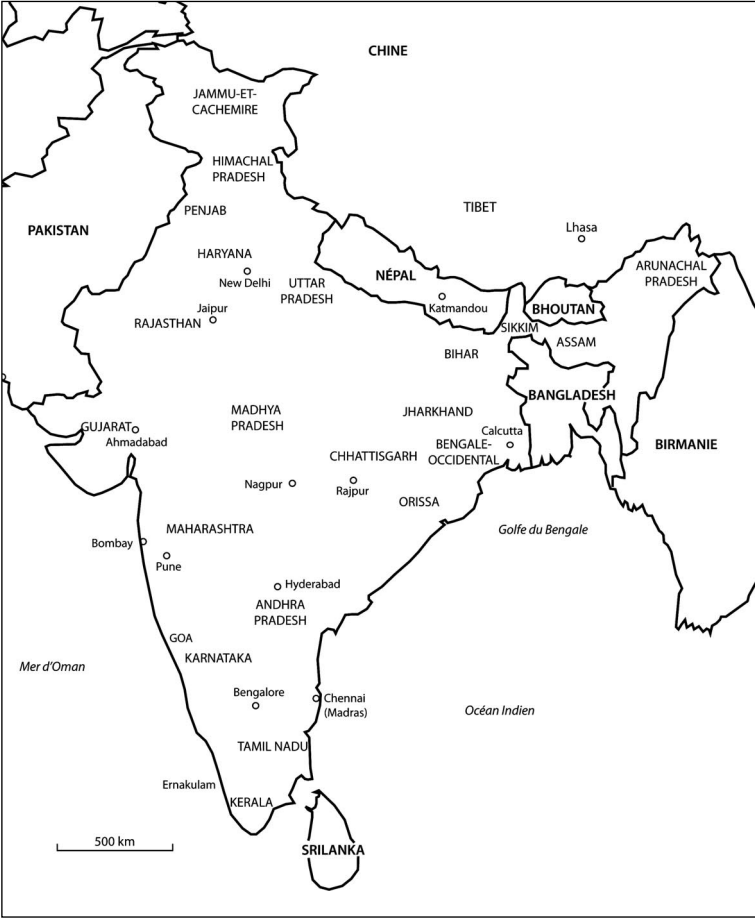 CHINE
JAMMU-ET-
CACHEMIRE
HIMACHAL
PRADESH
TIBET
PENJAB
PAKISTAN
Lhasa
HARYANA
ARUNACHAL
PRADESH
New Delhi
UTTAR
PRADESH
NÉPAL
Katmandou
BHOUTAN
Jaipur
RAJASTHAN
SIKKIM
ASSAM
BIHAR
BANGLADESH
MADHYA
PRADESH
JHARKHAND
GUJARAT
Ahmadabad
Calcutta
BENGALE-
OCCIDENTAL
BIRMANIE
CHHATTISGARH
Nagpur
Rajpur
ORISSA
MAHARASHTRA
Golfe du Bengale
Bombay
Pune
Hyderabad
ANDHRA
PRADESH
GOA
KARNATAKA
Mer d'Oman
Bengalore
Chennai
(Madras)
Océan Indien
TAMIL NADU
Ernakulam
KERALA
500 km
SRILANKA